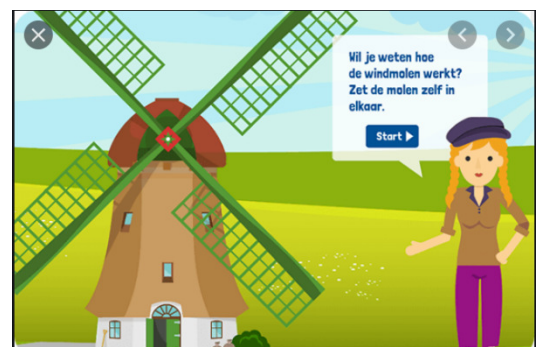 Wil je weten hoe
de windmolen werkt?
Zet de molen zelf in
elkaar.
Start